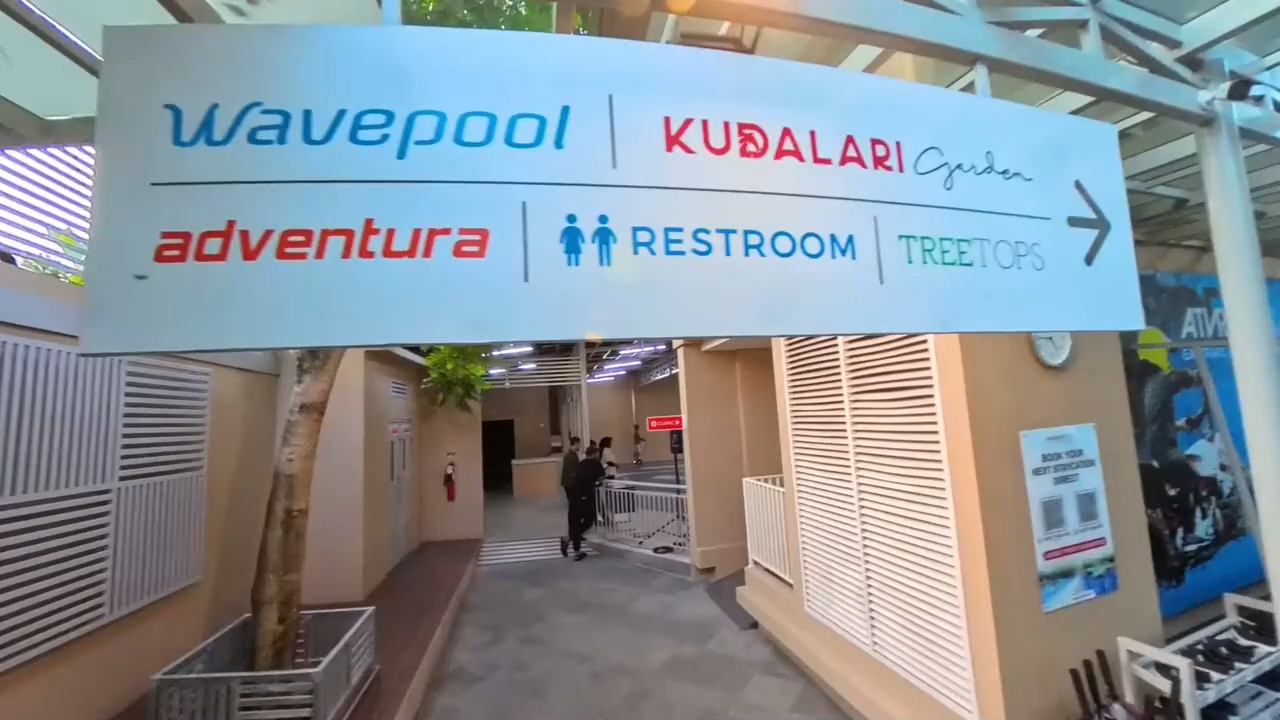 Wavepool
KUDALARI Garden
adventura
RESTROOM
TREETOPS
BOOK YOUR
NEXT STAYCATION
DIRECT